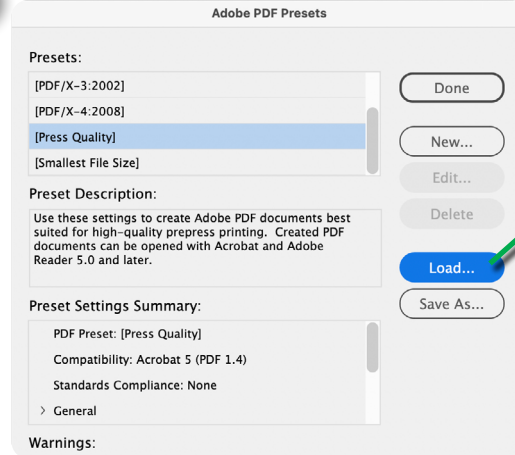 Adobe PDF Presets
Presets:
[PDF/X-3:2002]
[PDF/X-4:2008]
[Press Quality]
[Smallest File Size]
Done
New...
Edit...
Delete
Load...
Save As...
Preset Description:
Use these settings to create Adobe PDF documents best
suited for high-quality prepress printing. Created PDF
documents can be opened with Acrobat and Adobe
Reader 5.0 and later.
Preset Settings Summary:
PDF Preset: [Press Quality]
Compatibility: Acrobat 5 (PDF 1.4)
Standards Compliance: None
> General
Warnings: